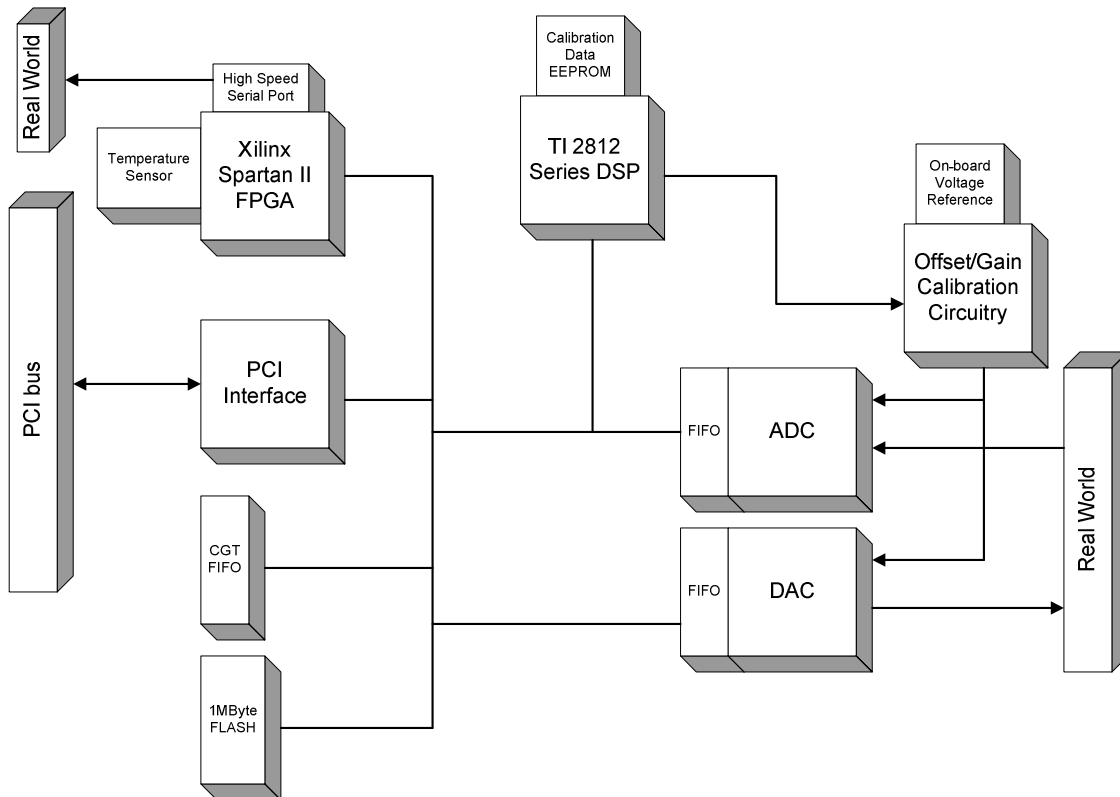 Real World
High Speed
Serial Port
Temperature
Sensor
Xilinx
Spartan II
FPGA
Calibration
Data
EEPROM
TI 2812
Series DSP
On-board
Voltage
Reference
Offset/Gain
Calibration
Circuitry
PCI bus
PCI
Interface
FIFO
ADC
CGT
FIFO
FIFO
DAC
Real World
1MByte
FLASH